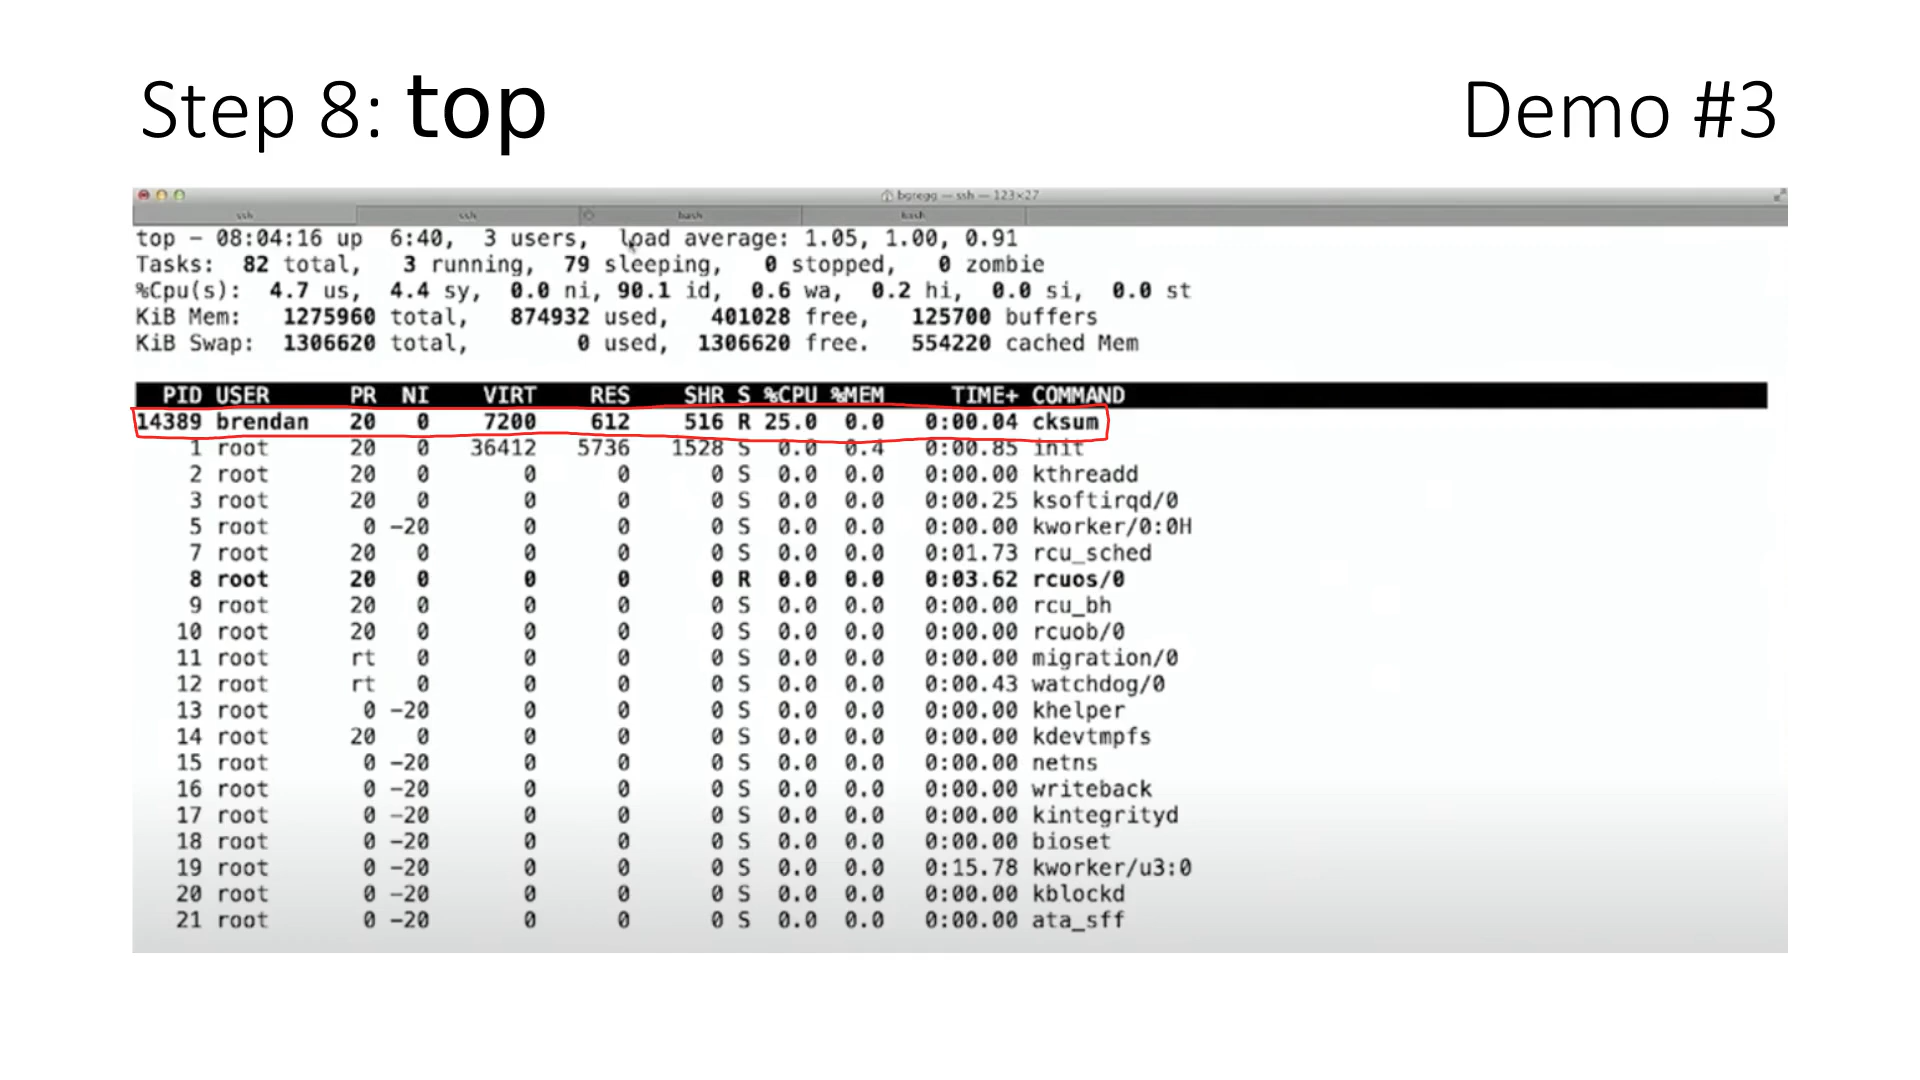 Step 8: top
Demo #3
bgregg — ssh — 123×27
ssh ssh bash bash
top - 08:04:16 up  6:40,  3 users,  load average: 1.05, 1.00, 0.91
Tasks:  82 total,   3 running,  79 sleeping,   0 stopped,   0 zombie
%Cpu(s):  4.7 us,  4.4 sy,  0.0 ni, 90.1 id,  0.6 wa,  0.2 hi,  0.0 si,  0.0 st
KiB Mem:   1275960 total,   874932 used,   401028 free,   125700 buffers
KiB Swap:  1306620 total,        0 used,  1306620 free.   554220 cached Mem
PID USER PR NI VIRT RES SHR S %CPU %MEM TIME+ COMMAND
14389 brendan 20 0 7200 612 516 R 25.0 0.0 0:00.04 cksum
1 root 20 0 36412 5736 1528 S 0.0 0.4 0:00.85 init
2 root 20 0 0 0 0 S 0.0 0.0 0:00.00 kthreadd
3 root 20 0 0 0 0 S 0.0 0.0 0:00.25 ksoftirqd/0
5 root 0 -20 0 0 0 S 0.0 0.0 0:00.00 kworker/0:0H
7 root 20 0 0 0 0 S 0.0 0.0 0:01.73 rcu_sched
8 root 20 0 0 0 0 R 0.0 0.0 0:03.62 rcuos/0
9 root 20 0 0 0 0 S 0.0 0.0 0:00.00 rcu_bh
10 root 20 0 0 0 0 S 0.0 0.0 0:00.00 rcuob/0
11 root rt 0 0 0 0 S 0.0 0.0 0:00.00 migration/0
12 root rt 0 0 0 0 S 0.0 0.0 0:00.43 watchdog/0
13 root 0 -20 0 0 0 S 0.0 0.0 0:00.00 khelper
14 root 20 0 0 0 0 S 0.0 0.0 0:00.00 kdevtmpfs
15 root 0 -20 0 0 0 S 0.0 0.0 0:00.00 netns
16 root 0 -20 0 0 0 S 0.0 0.0 0:00.00 writeback
17 root 0 -20 0 0 0 S 0.0 0.0 0:00.00 kintegrityd
18 root 0 -20 0 0 0 S 0.0 0.0 0:00.00 bioset
19 root 0 -20 0 0 0 S 0.0 0.0 0:15.78 kworker/u3:0
20 root 0 -20 0 0 0 S 0.0 0.0 0:00.00 kblockd
21 root 0 -20 0 0 0 S 0.0 0.0 0:00.00 ata_sff